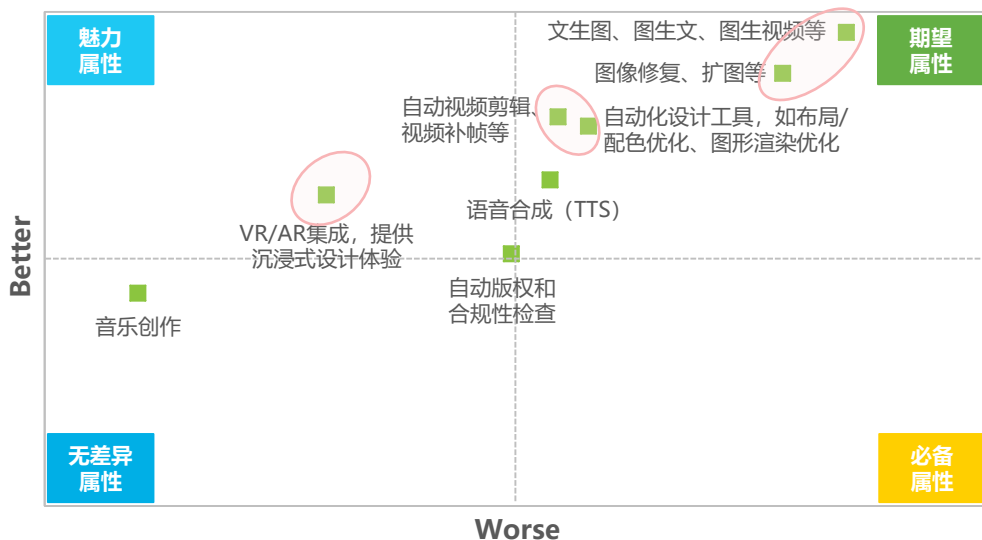 魅力
属性
文生图、图生文、图生视频等
期望
属性
图像修复、扩图等
自动视频剪辑、
视频补帧等
自动化设计工具，如布局/
配色优化、图形渲染优化
语音合成（TTS）
VR/AR集成，提供
沉浸式设计体验
Better
自动版权和
合规性检查
音乐创作
无差异
属性
必备
属性
Worse